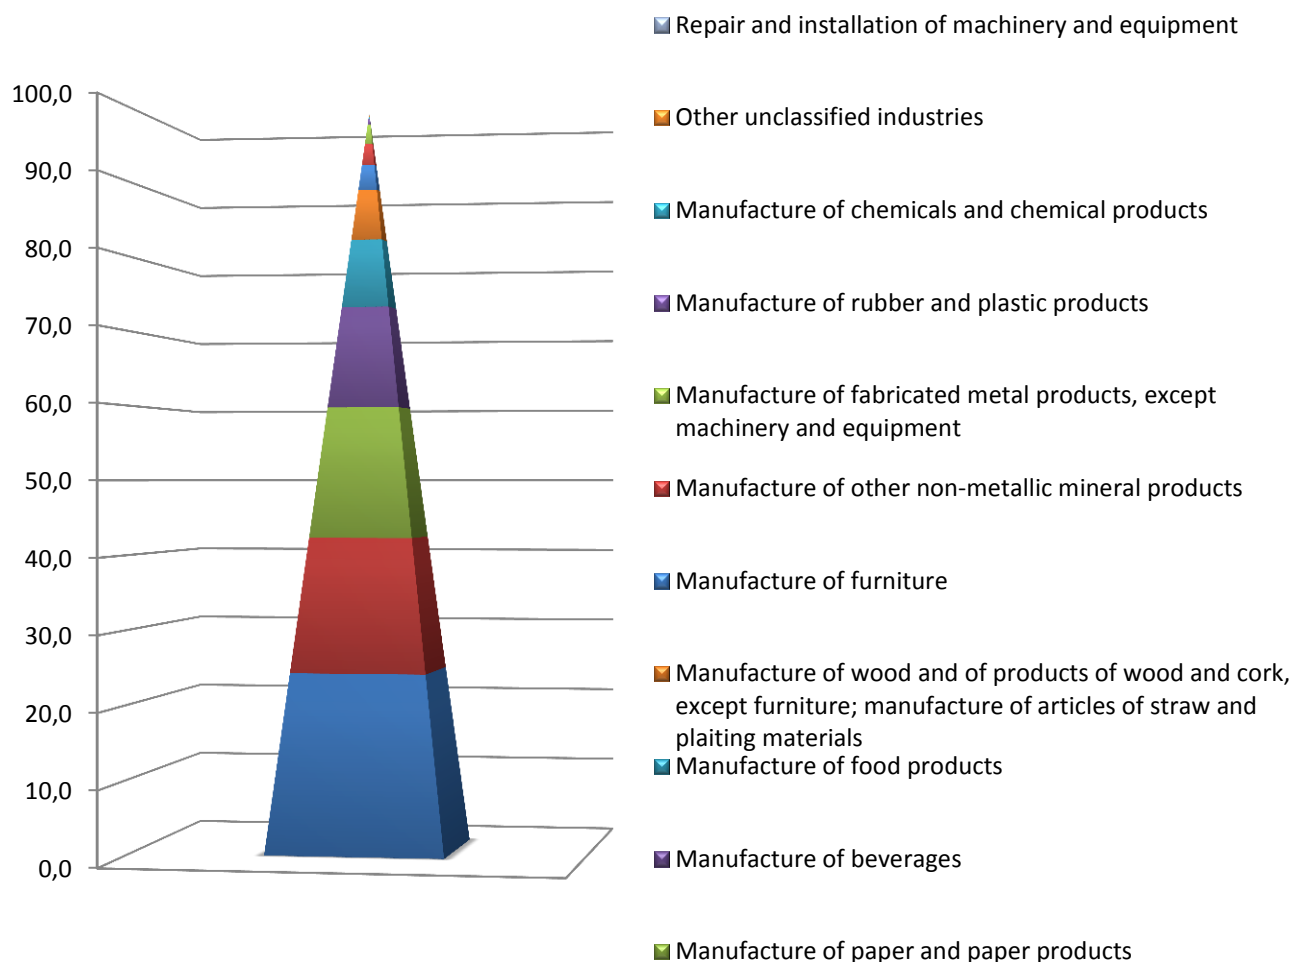 100,0
90,0
80,0
70,0
60,0
50,0
40,0
30,0
20,0
10,0
0,0
Repair and installation of machinery and equipment
Other unclassified industries
Manufacture of chemicals and chemical products
Manufacture of rubber and plastic products
Manufacture of fabricated metal products, except
machinery and equipment
Manufacture of other non-metallic mineral products
Manufacture of furniture
Manufacture of wood and of products of wood and cork,
except furniture; manufacture of articles of straw and
plaiting materials
Manufacture of food products
Manufacture of beverages
Manufacture of paper and paper products